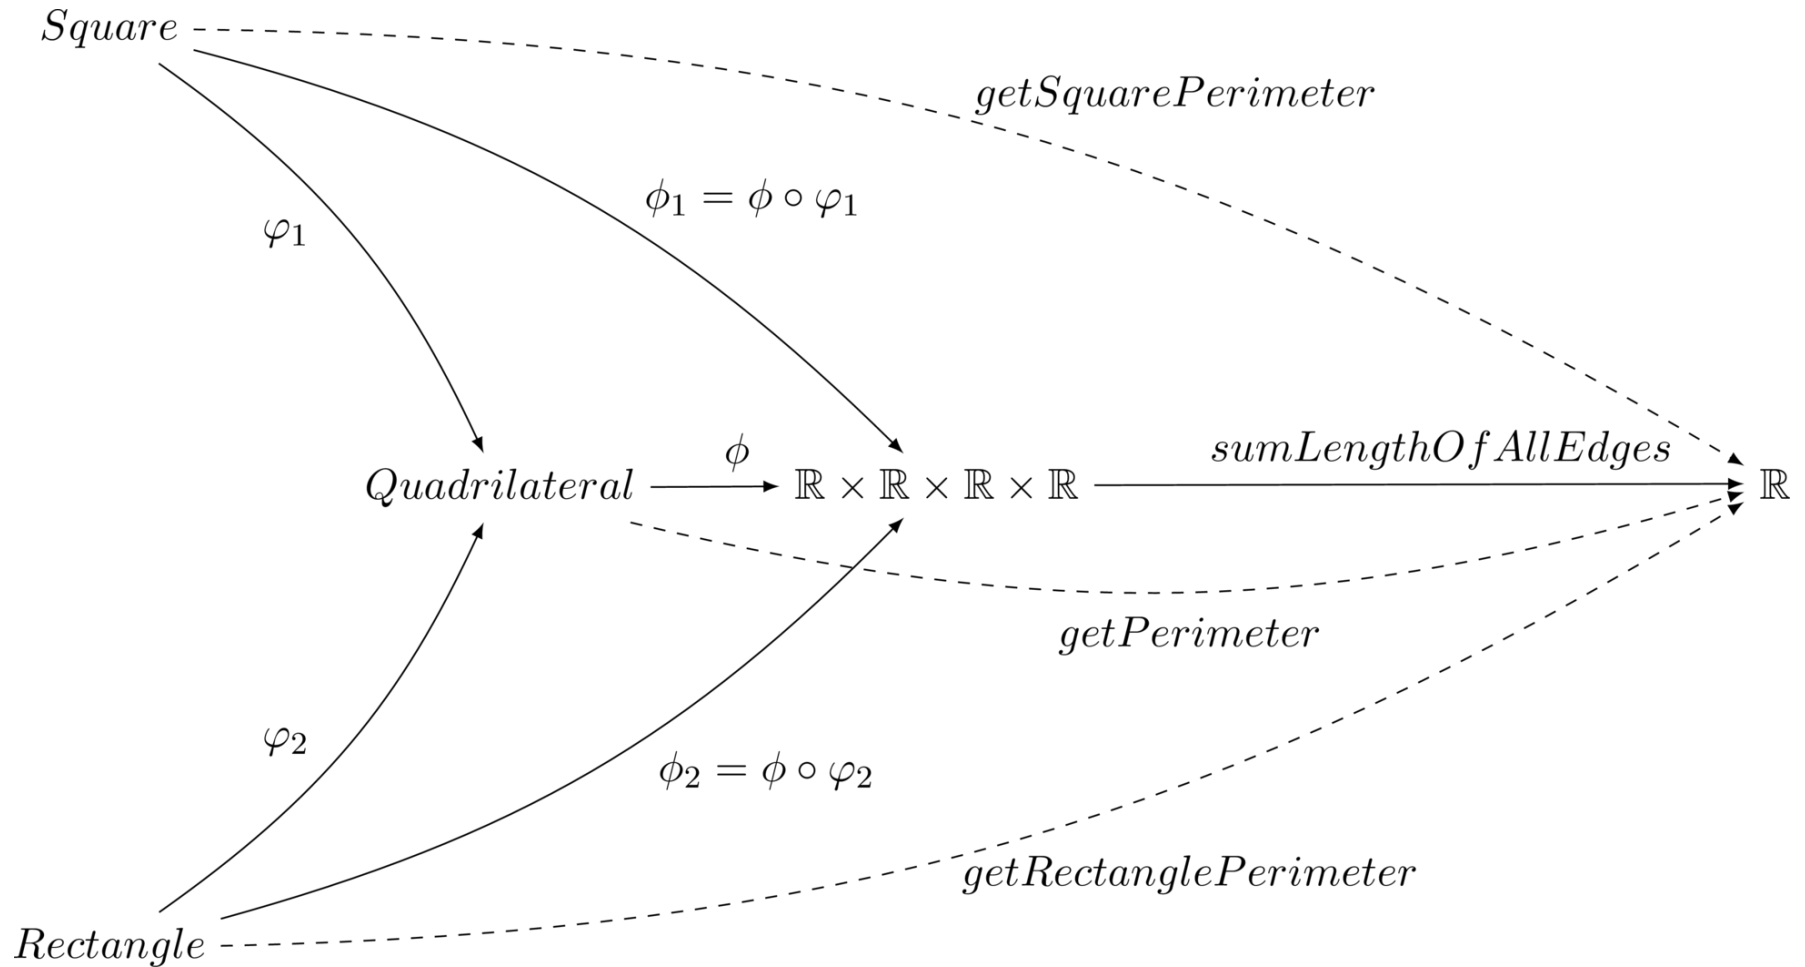 Square
getSquarePerimeter
ϕ₁ = ϕ ∘ φ₁
φ₁
sumLengthOfAllEdges
ϕ
Quadrilateral
ℝ × ℝ × ℝ × ℝ
ℝ
getPerimeter
φ₂
ϕ₂ = ϕ ∘ φ₂
getRectanglePerimeter
Rectangle